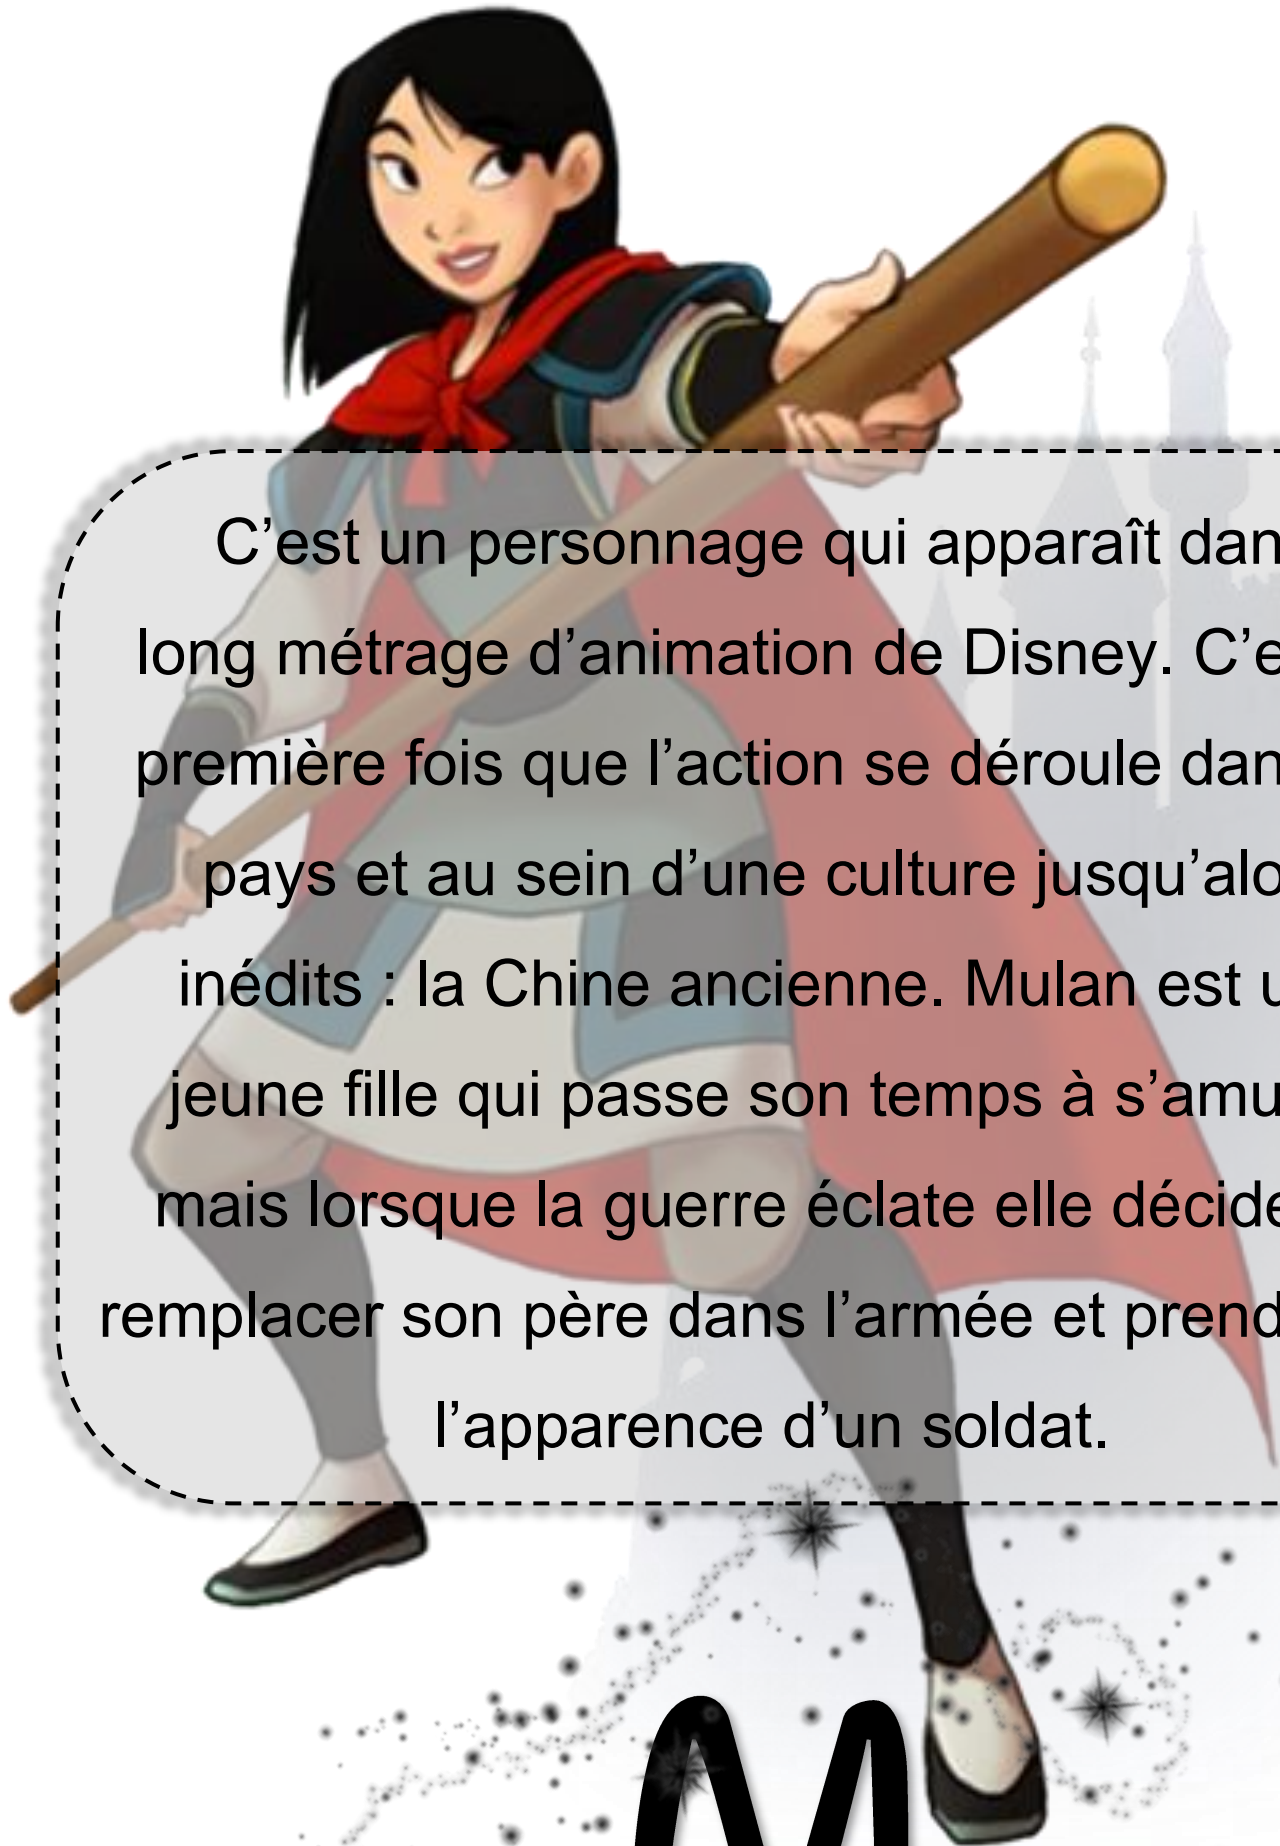 C’est un personnage qui apparaît dan
long métrage d’animation de Disney. C’e
première fois que l’action se déroule dan
pays et au sein d’une culture jusqu’alo
inédits : la Chine ancienne. Mulan est u
jeune fille qui passe son temps à s’amu
mais lorsque la guerre éclate elle décide
remplacer son père dans l’armée et prend
l’apparence d’un soldat.
M